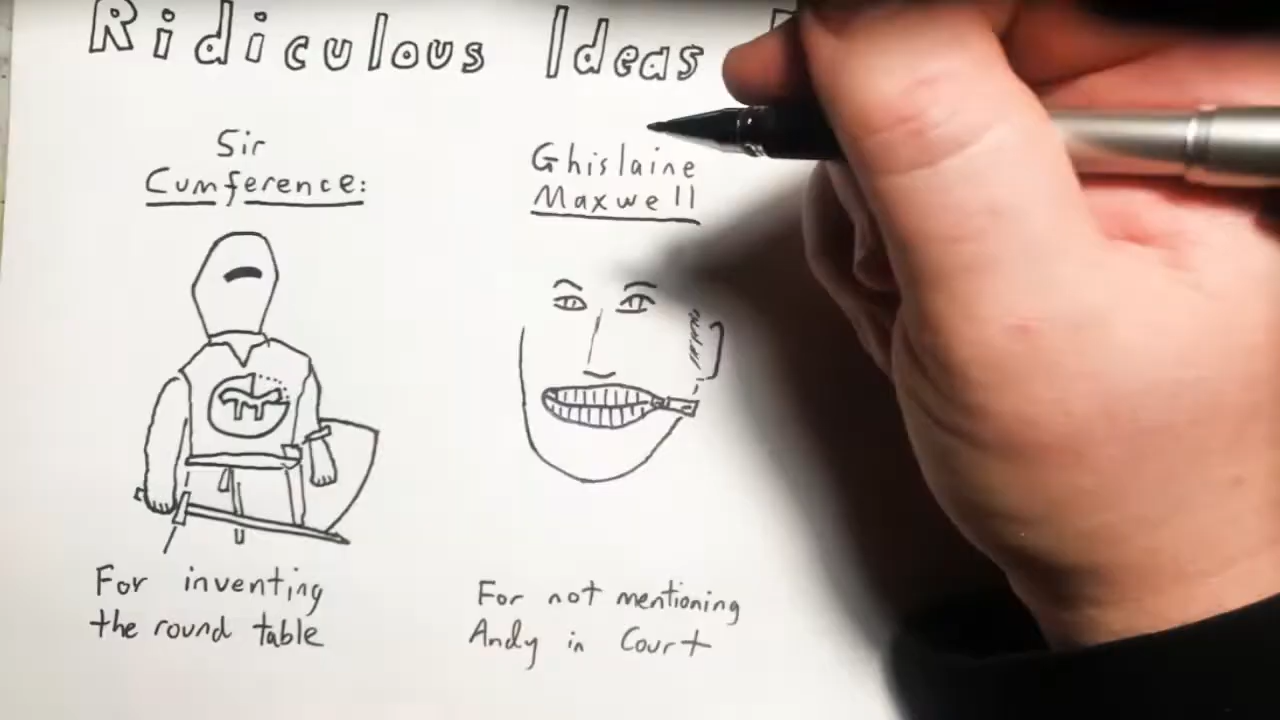 Ridiculous Ideas
Sir
Cumference:
Ghislaine
Maxwell
For inventing
the round table
For not mentioning
Andy in Court